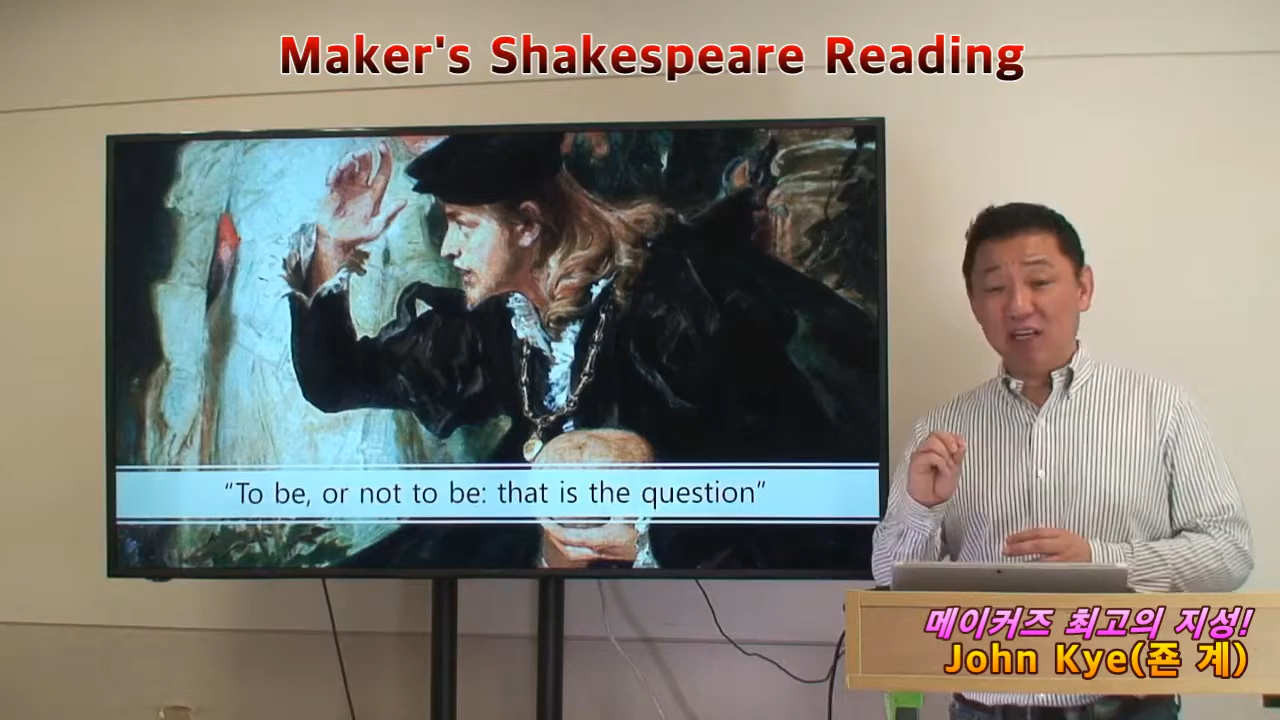 Maker's Shakespeare Reading
“To be, or not to be: that is the question”
메이커즈 최고의 지성!
John Kye(죤 계)